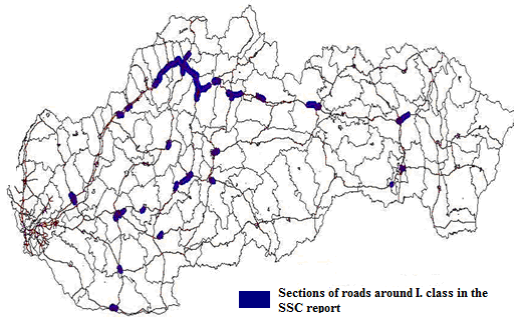 Sections of roads around L class in the
SSC report